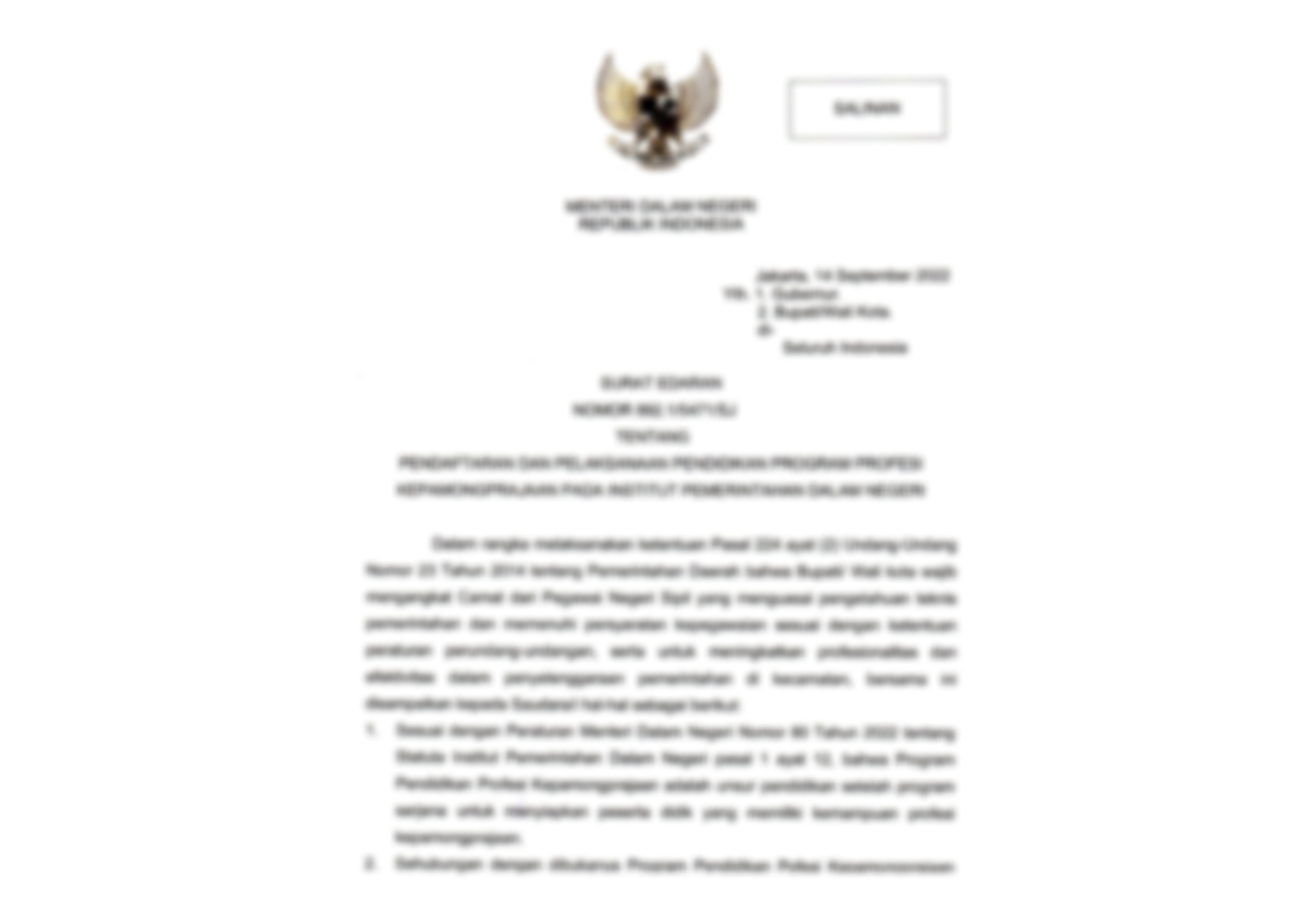 SALINAN
MENTERI DALAM NEGERI
REPUBLIK INDONESIA
Jakarta, 14 September 2022
Yth. 1. Gubernur.
2. Bupati/Wali Kota.
di-
Seluruh Indonesia
SURAT EDARAN
NOMOR
TENTANG
PENDAFTARAN DAN PELAKSANAAN PENDIDIKAN PROGRAM PROFESI
KEPAMONGPRAJAAN PADA INSTITUT PEMERINTAHAN DALAM NEGERI
Dalam rangka melaksanakan ketentuan Pasal 224 ayat (2) Undang-Undang
Nomor 23 Tahun 2014 tentang Pemerintahan Daerah bahwa Bupati/ Wali kota wajib
mengangkat Camat dari Pegawai Negeri Sipil yang menguasai pengetahuan teknis
pemerintahan dan memenuhi persyaratan kepegawaian sesuai dengan ketentuan
peraturan perundang-undangan, serta untuk meningkatkan profesionalitas dan
efektivitas dalam penyelenggaraan pemerintahan di kecamatan, bersama ini
disampaikan kepada Saudara/i hal-hal sebagai berikut:
1. Sesuai dengan Peraturan Menteri Dalam Negeri Nomor Tahun 2022 tentang
Statuta Institut Pemerintahan Dalam Negeri pasal 1 ayat 12, bahwa Program
Pendidikan Profesi Kepamongprajaan adalah unsur pendidikan setelah program
sarjana untuk menyiapkan peserta didik yang memiliki kemampuan profesi
kepamongprajaan.
2. Sehubungan dengan dibukanya Program Pendidikan Kepamongprajaan